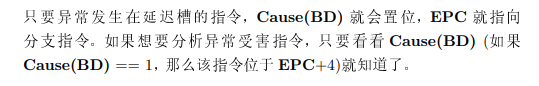 只要异常发生在延迟槽的指令，Cause(BD) 就会置位，EPC 就指向
分支指令。如果想要分析异常受害指令，只要看看 Cause(BD) (如果
Cause(BD) == 1，那么该指令位于 EPC+4)就知道了。